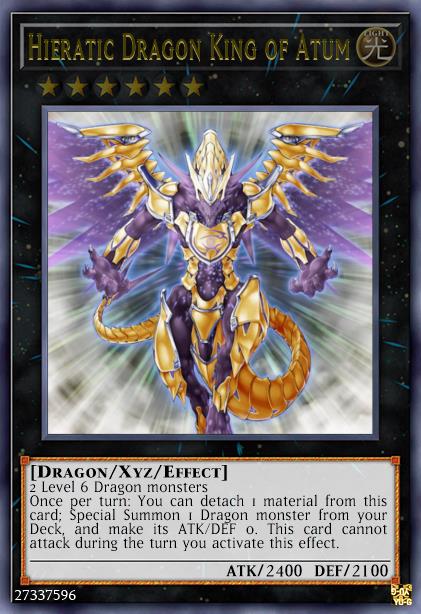 HIERATIC DRAGON KING OF ATUM
LIGHT
光
[DRAGON/XYZ/EFFECT]
2 Level 6 Dragon monsters
Once per turn: You can detach 1 material from this
card; Special Summon 1 Dragon monster from your
Deck, and make its ATK/DEF 0. This card cannot
attack during the turn you activate this effect.
ATK/2400 DEF/2100
27337596